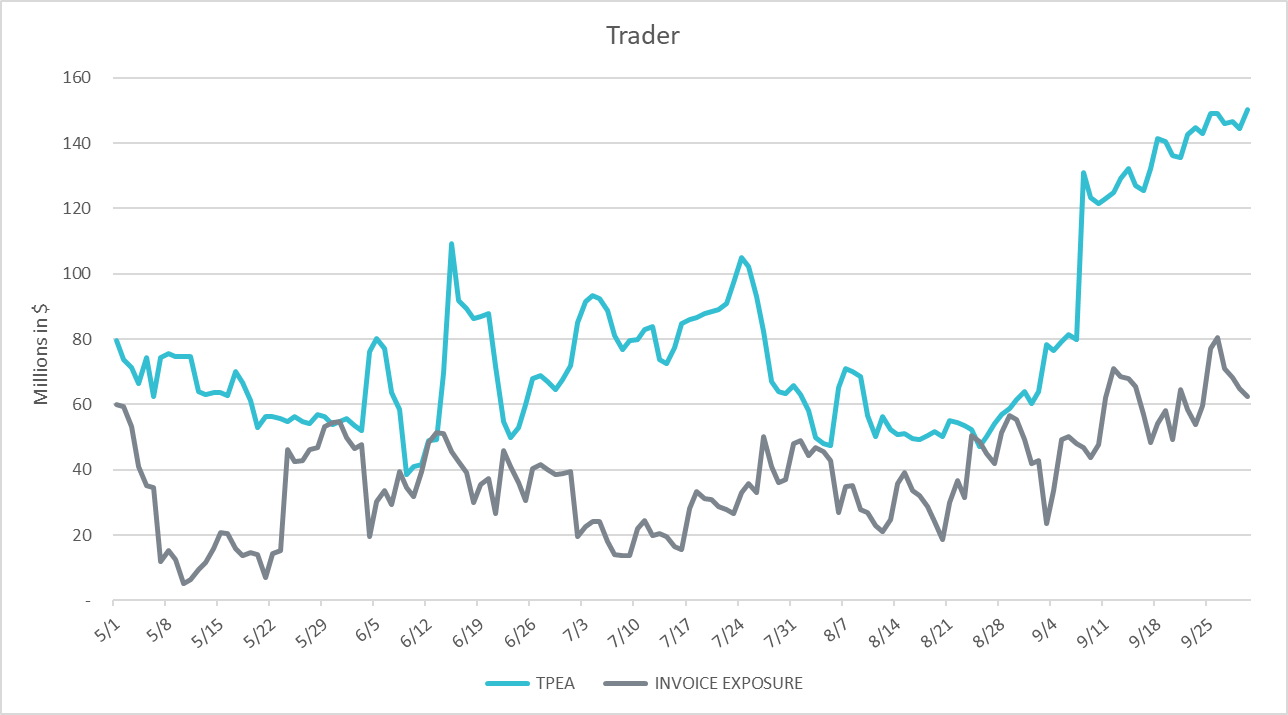 Trader
160
140
120
100
80
60
40
20
-
Millions in $
5/1 5/8 5/15 5/22 5/29 6/5 6/12 6/19 6/26 7/3 7/10 7/17 7/24 7/31 8/7 8/14 8/21 8/28 9/4 9/11 9/18 9/25
TPEA INVOICE EXPOSURE